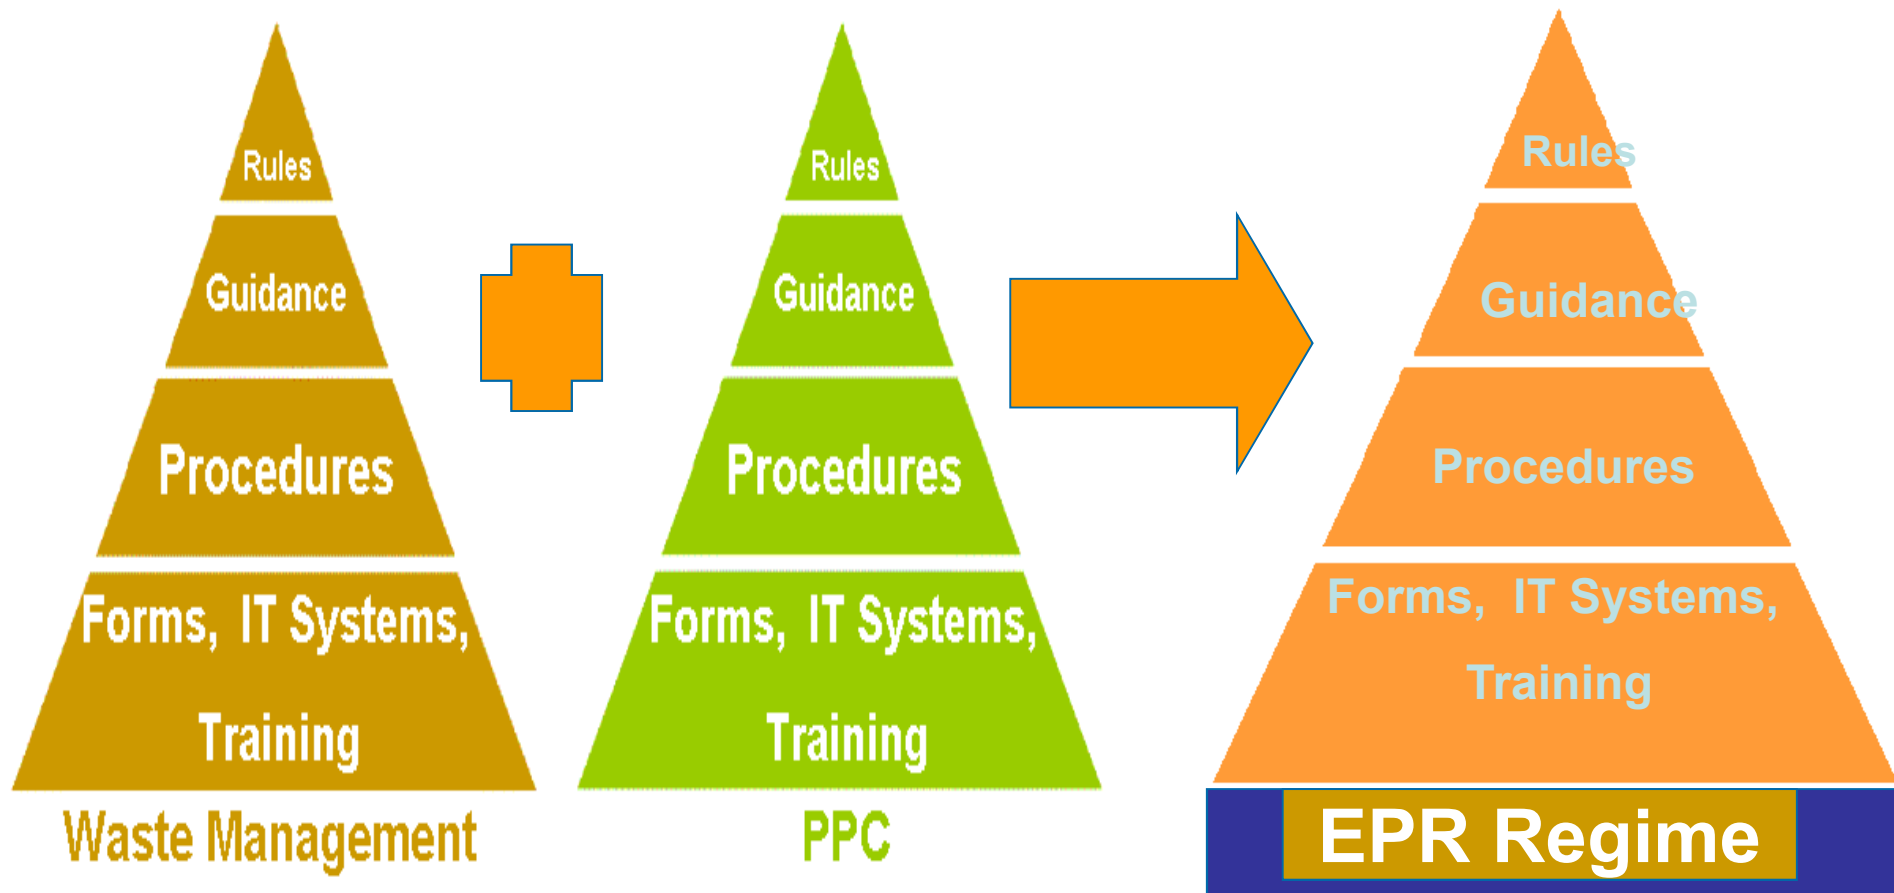 Rules
Guidance
Procedures
Forms, IT Systems,
Training
Waste Management
Rules
Guidance
Procedures
Forms, IT Systems,
Training
PPC
Rules
Guidance
Procedures
Forms, IT Systems,
Training
EPR Regime